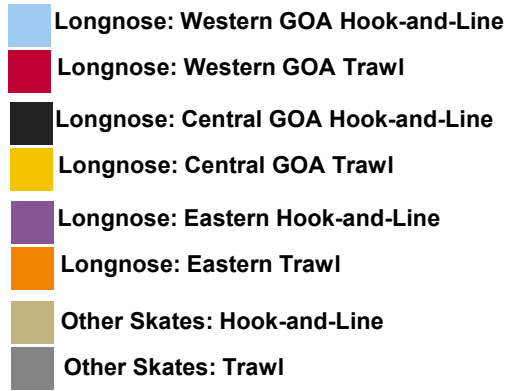 Longnose: Western GOA Hook-and-Line
Longnose: Western GOA Trawl
Longnose: Central GOA Hook-and-Line
Longnose: Central GOA Trawl
Longnose: Eastern Hook-and-Line
Longnose: Eastern Trawl
Other Skates: Hook-and-Line
Other Skates: Trawl